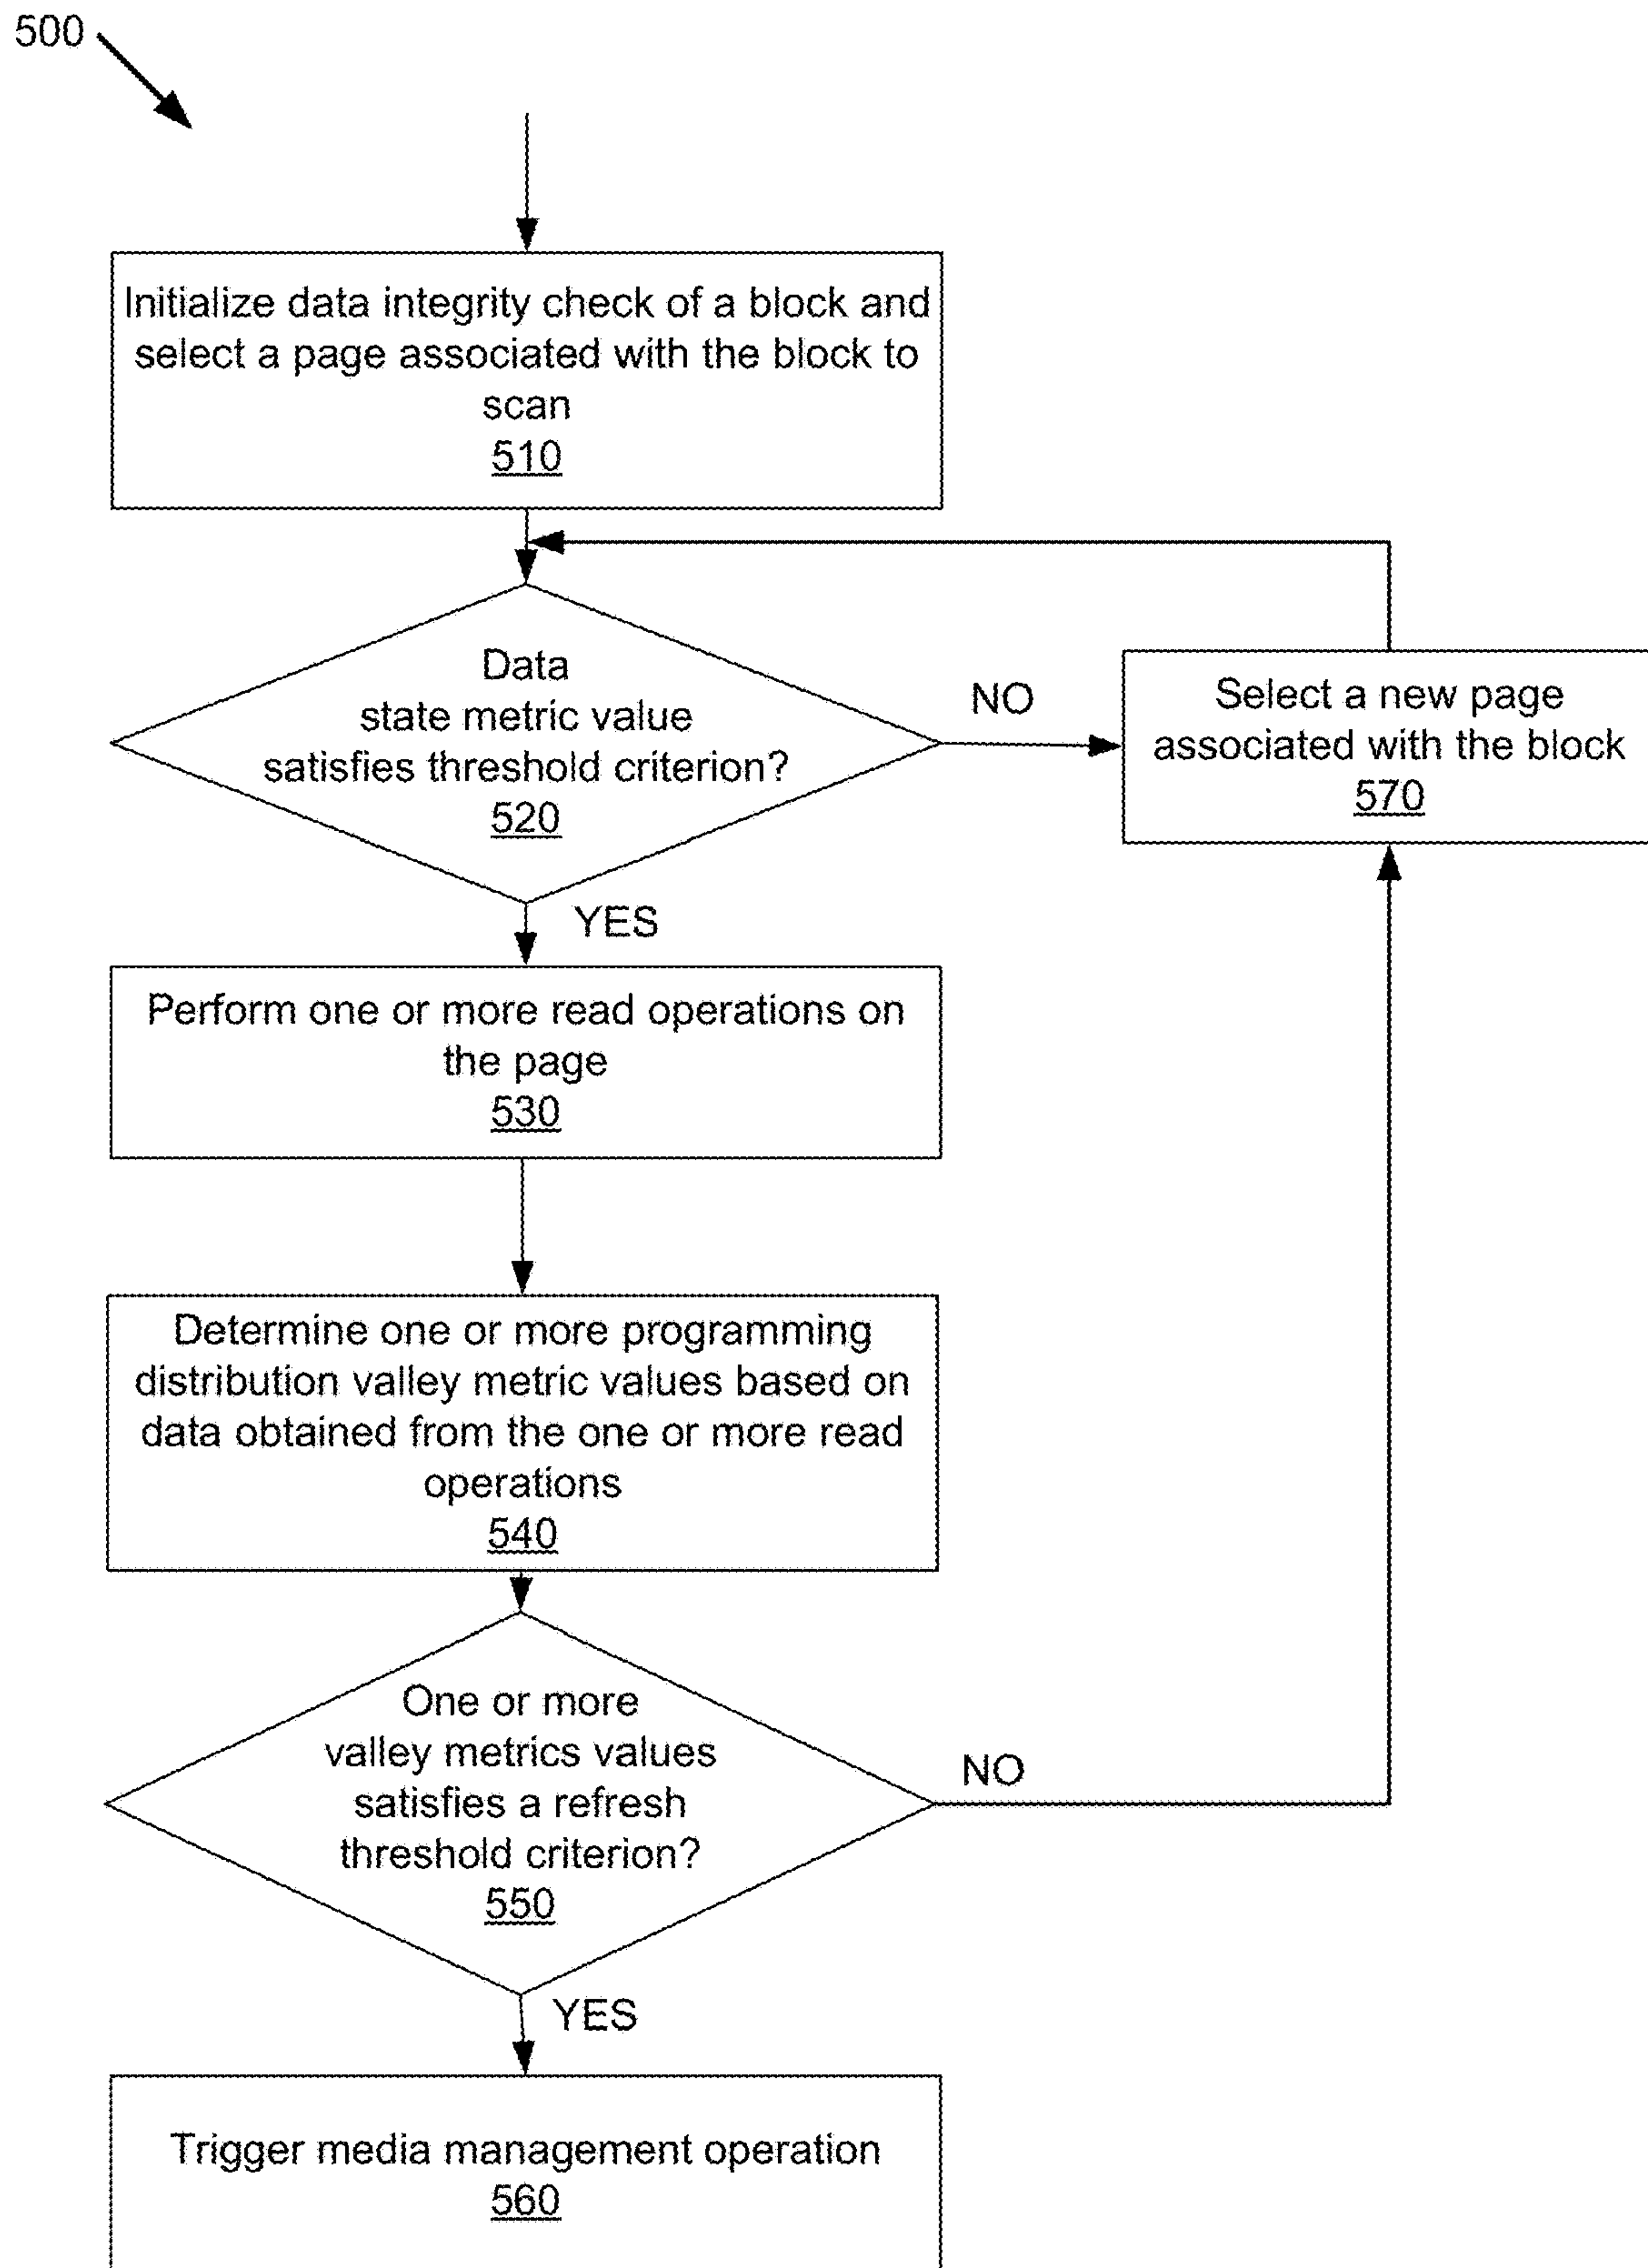 500
Initialize data integrity check of a block and
select a page associated with the block to
scan
510
Data
state metric value
satisfies threshold criterion?
520
NO
Select a new page
associated with the block
570
YES
Perform one or more read operations on
the page
530
Determine one or more programming
distribution valley metric values based on
data obtained from the one or more read
operations
540
One or more
valley metrics values
satisfies a refresh
threshold criterion?
550
NO
YES
Trigger media management operation
560